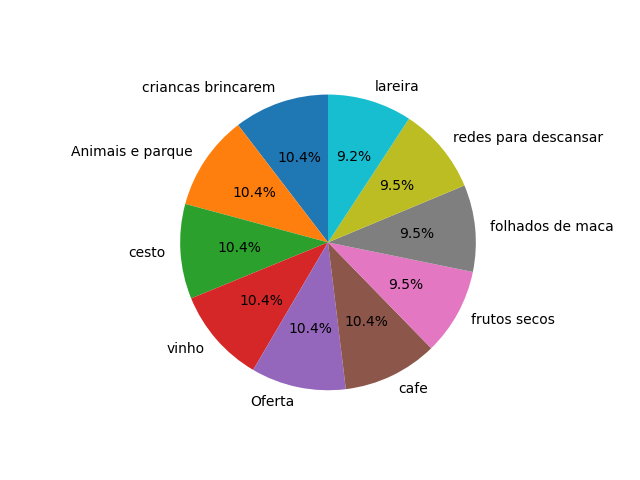 criancas brincarem
10.4%
Animais e parque
10.4%
cesto
10.4%
vinho
10.4%
Oferta
10.4%
cafe
10.4%
frutos secos
9.5%
folhados de maca
9.5%
redes para descansar
9.5%
lareira
9.2%